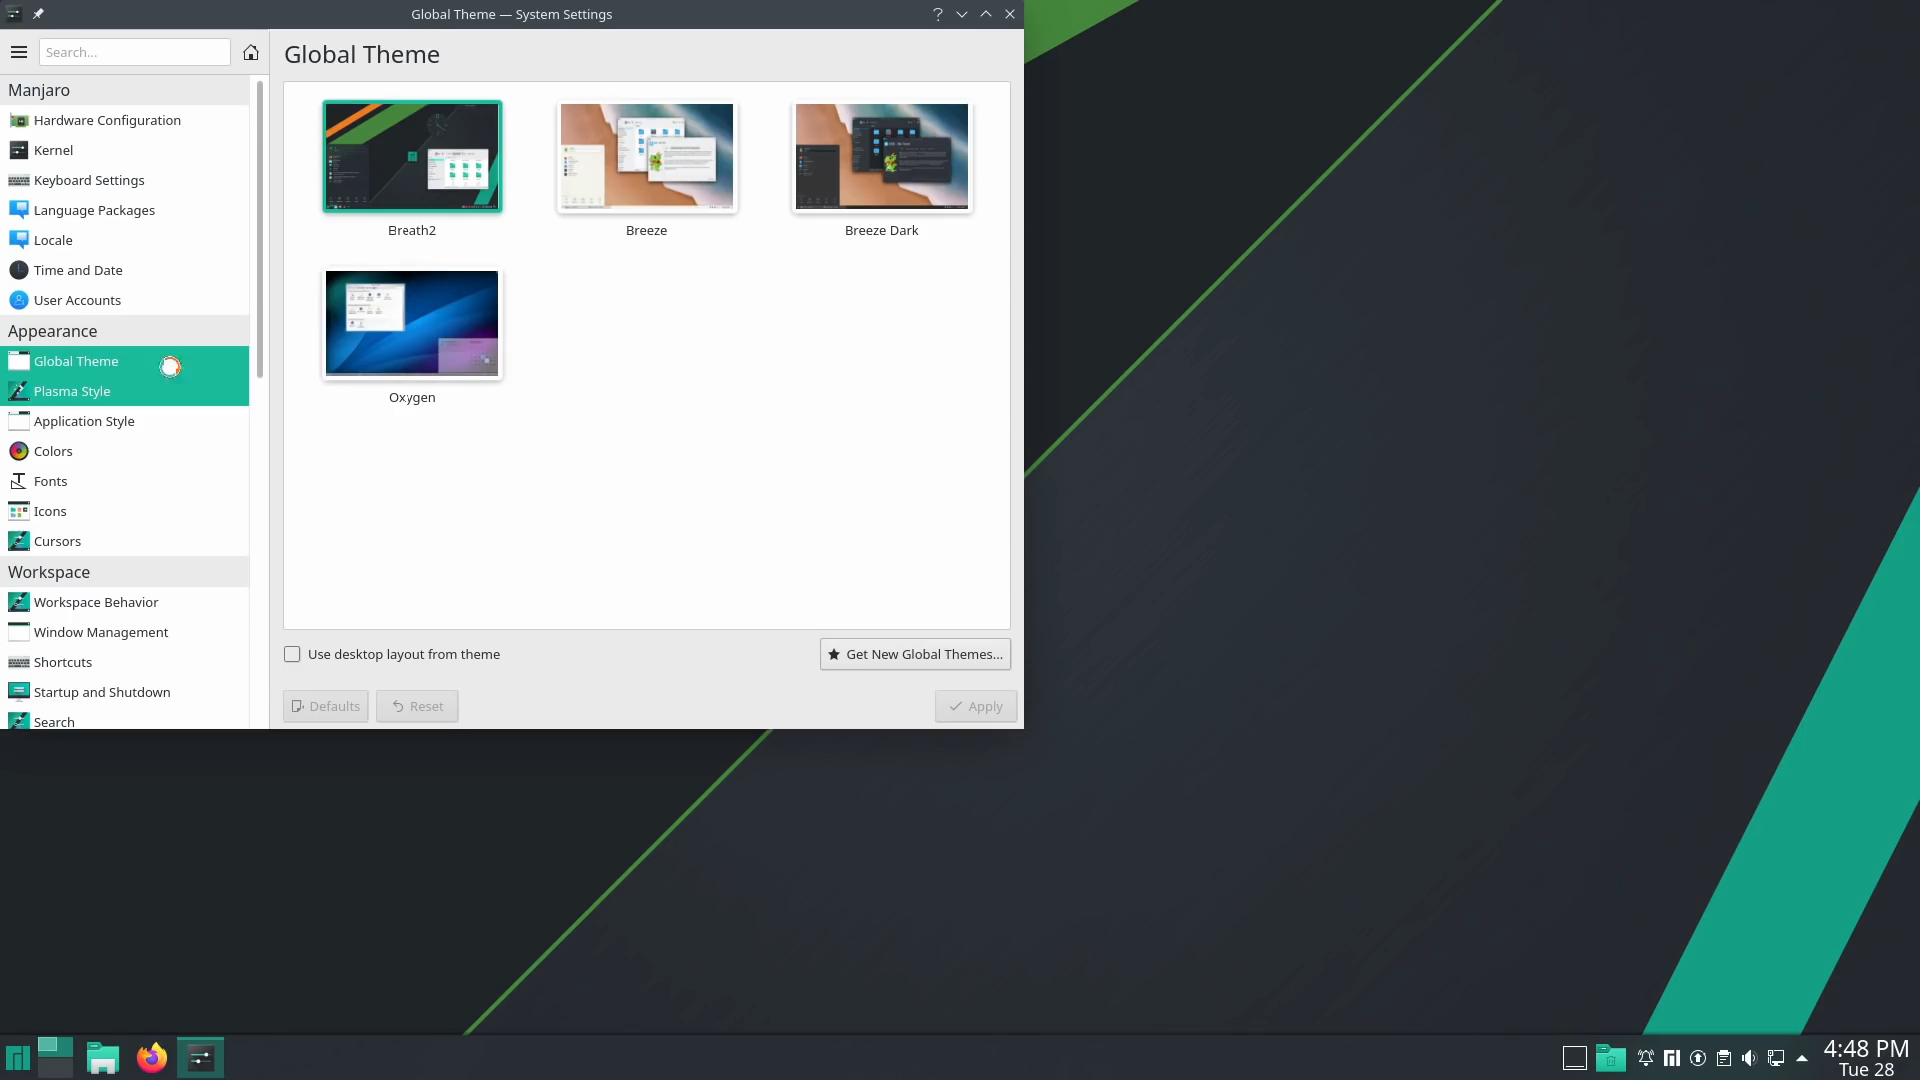 Global Theme — System Settings
Search...
Global Theme
Manjaro
Hardware Configuration
Kernel
Keyboard Settings
Language Packages
Locale
Time and Date
User Accounts
Appearance
Global Theme
Plasma Style
Application Style
Colors
Fonts
Icons
Cursors
Workspace
Workspace Behavior
Window Management
Shortcuts
Startup and Shutdown
Search
Breath2
Breeze
Breeze Dark
Oxygen
Use desktop layout from theme
Get New Global Themes...
Defaults
Reset
Apply
4:48 PM
Tue 28